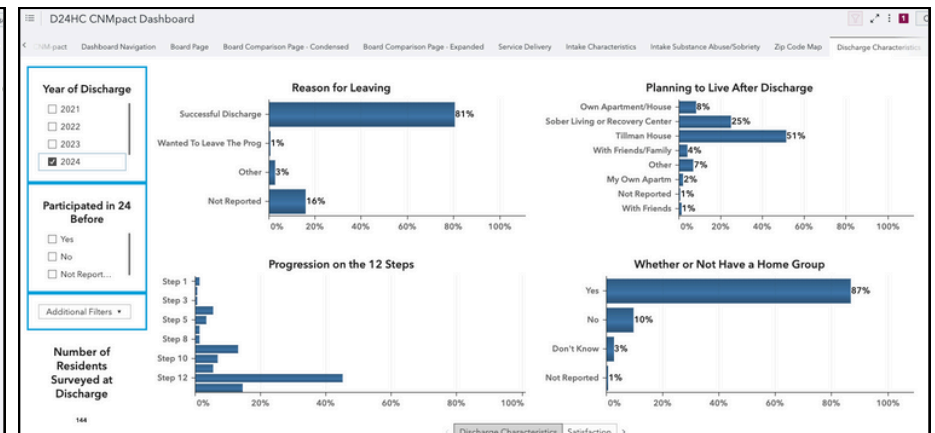 D24HC CNMpact Dashboard
1
Dashboard Navigation
Board Page
Board Comparison Page - Condensed
Board Comparison Page - Expanded
Service Delivery
Intake Characteristics
Intake Substance Abuse/Sobriety
Zip Code Map
Discharge Characteristics
Year of Discharge
2021
2022
2023
2024
Participated in 24
Before
Yes
No
Not Report...
Additional Filters
Number of
Residents
Surveyed at
Discharge
144
Reason for Leaving
Successful Discharge 81%
Wanted To Leave The Prog 1%
Other 3%
Not Reported 16%
0% 20% 40% 60% 80% 100%
Planning to Live After Discharge
Own Apartment/House 8%
Sober Living or Recovery Center 25%
Tillman House 51%
With Friends/Family 4%
Other 7%
My Own Apartm 2%
Not Reported 1%
With Friends 1%
0% 20% 40% 60% 80% 100%
Progression on the 12 Steps
Step 1
Step 3
Step 5
Step 8
Step 10
Step 12
0% 20% 40% 60% 80% 100%
Whether or Not Have a Home Group
Yes 87%
No 10%
Don't Know 3%
Not Reported 1%
0% 20% 40% 60% 80% 100%
Discharge Characteristics
Satisfaction